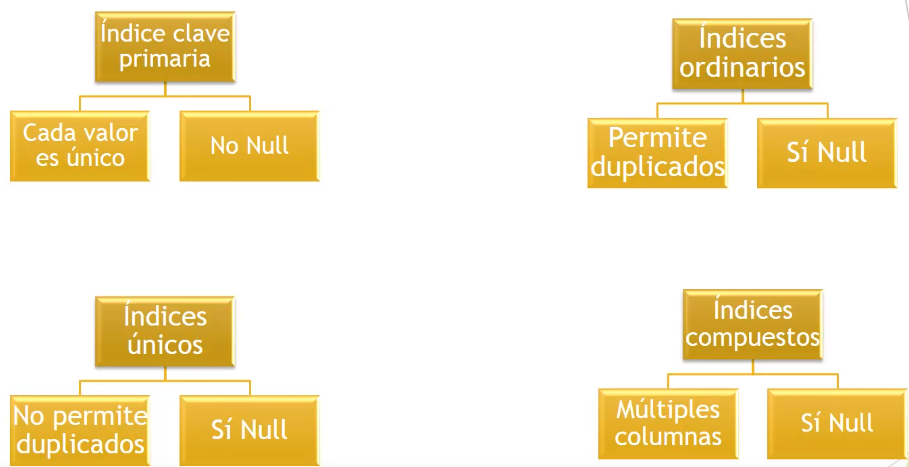 Índice clave
primaria
Cada valor
es único
No Null
Índices
ordinarios
Permite
duplicados
Sí Null
Índices
únicos
No permite
duplicados
Sí Null
Índices
compuestos
Múltiples
columnas
Sí Null